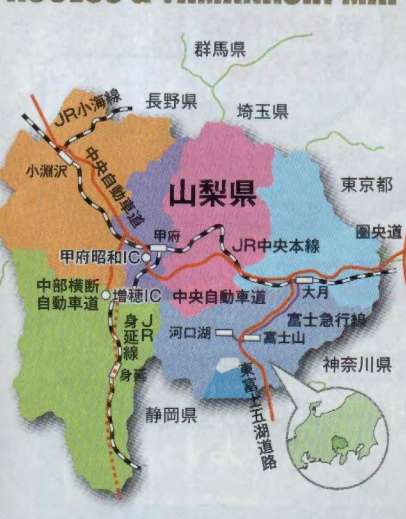 群馬県
長野県
埼玉県
JR小海線
小淵沢
中央自動車道
山梨県
東京都
圏央道
甲府
甲府昭和IC
JR中央本線
中部横断
自動車道
増穂IC
中央自動車道
大月
JR
身延線
河口湖
富士急行線
富士山
身延
神奈川県
静岡県
東富士五湖道路